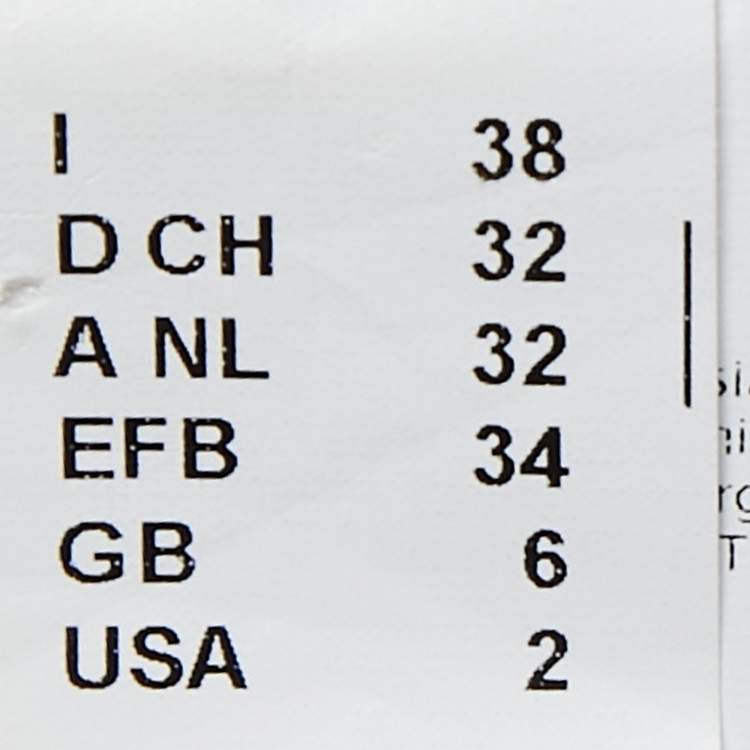 I 38
D CH 32
A NL 32
EFB 34
GB 6
USA 2